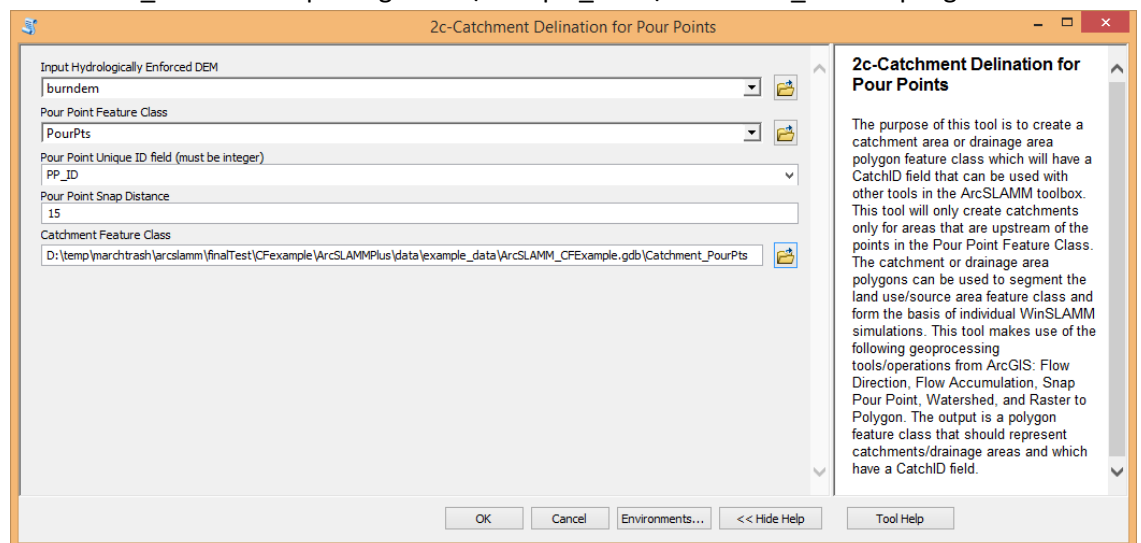 2c-Catchment Delination for Pour Points
Input Hydrologically Enforced DEM
burndem
Pour Point Feature Class
PourPts
Pour Point Unique ID field (must be integer)
PP_ID
Pour Point Snap Distance
15
Catchment Feature Class
D:\temp\marchtrash\arcslamm\finalTest\CFexample\ArcSLAMMPlus\data\example_data\ArcSLAMM_CFExample.gdb\Catchment_PourPts
2c-Catchment Delination for
Pour Points
The purpose of this tool is to create a
catchment area or drainage area
polygon feature class which will have a
CatchID field that can be used with
other tools in the ArcSLAMM toolbox.
This tool will only create catchments
only for areas that are upstream of the
points in the Pour Point Feature Class.
The catchment or drainage area
polygons can be used to segment the
land use/source area feature class and
form the basis of individual WinSLAMM
simulations. This tool makes use of the
following geoprocessing
tools/operations from ArcGIS: Flow
Direction, Flow Accumulation, Snap
Pour Point, Watershed, and Raster to
Polygon. The output is a polygon
feature class that should represent
catchments/drainage areas and which
have a CatchID field.
OK Cancel Environments... << Hide Help Tool Help